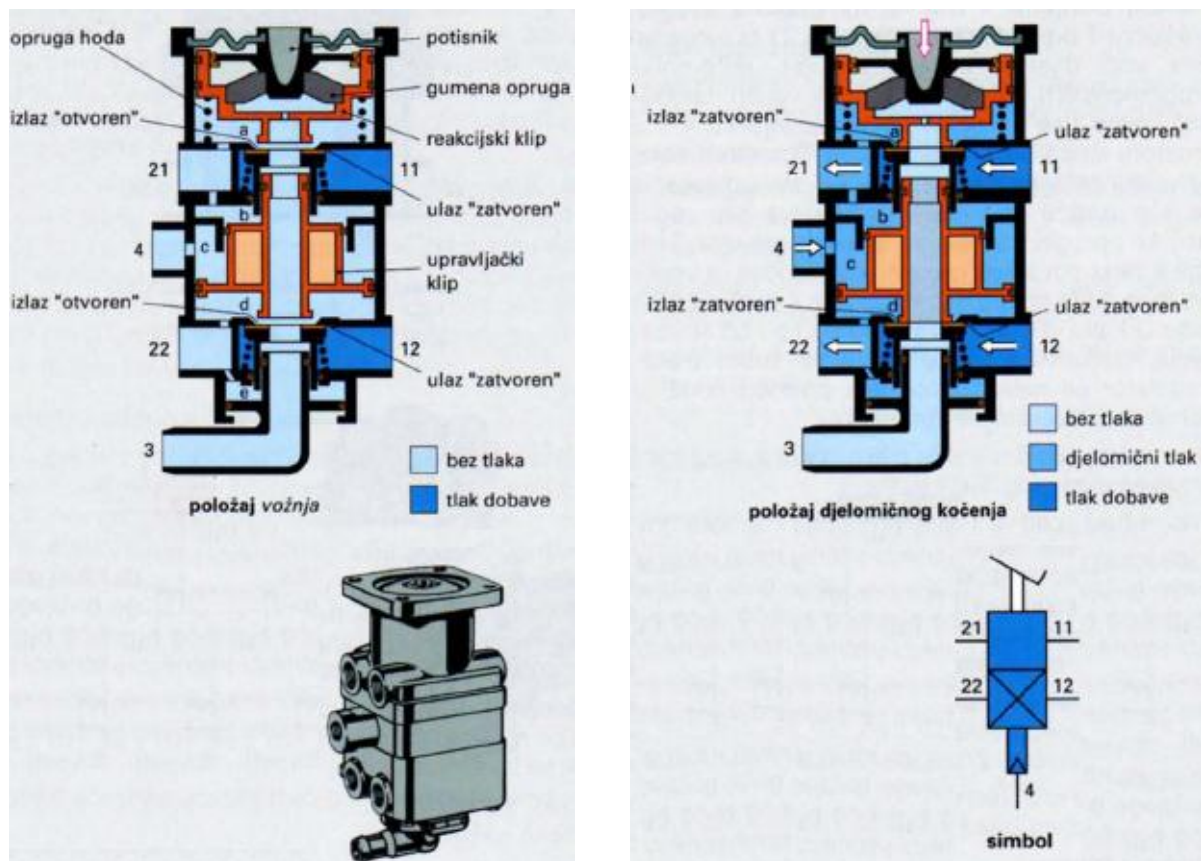 opruga hoda
potisnik
gumena opruga
izlaz "otvoren"
a
reakcijski klip
21
11
ulaz "zatvoren"
b
4
c
upravljački
klip
izlaz "otvoren"
d
22
12
ulaz "zatvoren"
e
3
bez tlaka
tlak dobave
položaj vožnja
izlaz "zatvoren"
a
ulaz "zatvoren"
21
11
b
4
c
izlaz "zatvoren"
d
ulaz "zatvoren"
22
12
3
bez tlaka
djelomični tlak
tlak dobave
položaj djelomičnog kočenja
21
11
22
12
4
simbol